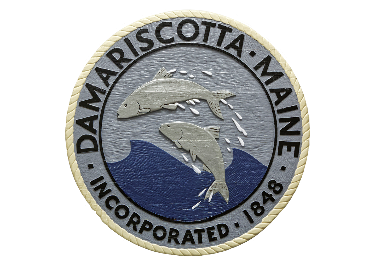 DAMARISCOTTA · MAINE
· INCORPORATED · 1848 ·